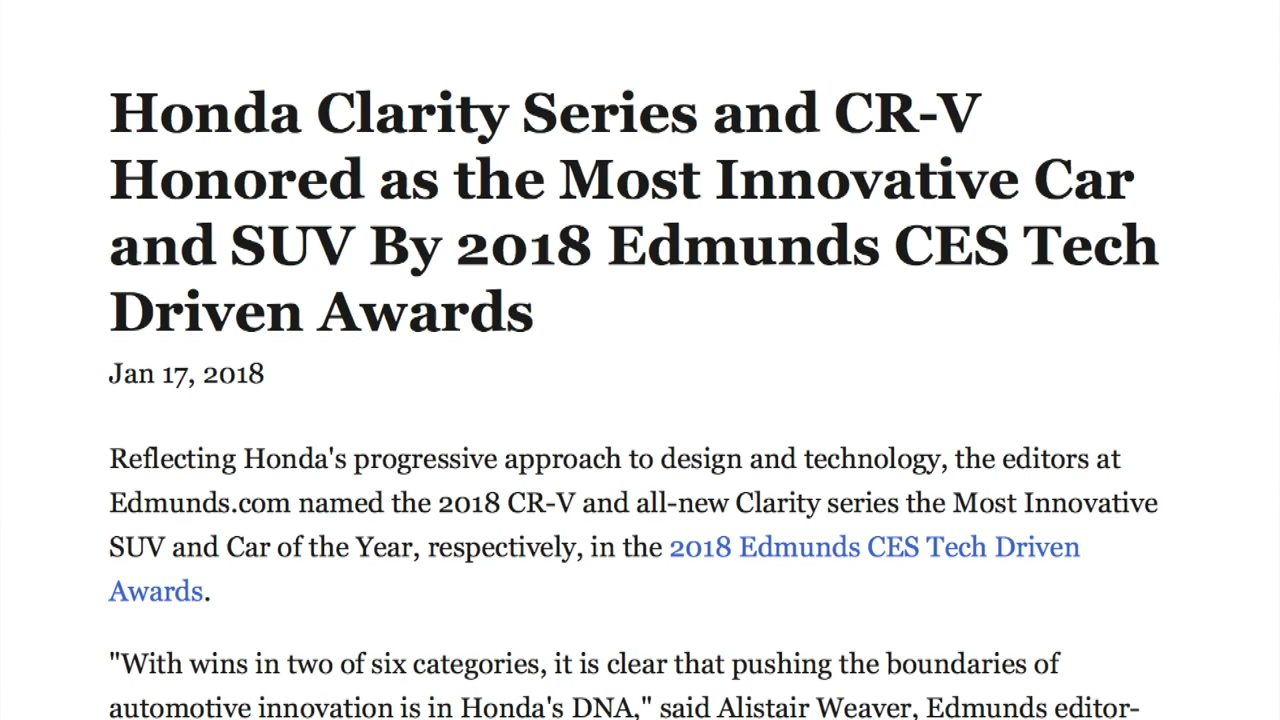 Honda Clarity Series and CR-V
Honored as the Most Innovative Car
and SUV By 2018 Edmunds CES Tech
Driven Awards
Jan 17, 2018
Reflecting Honda's progressive approach to design and technology, the editors at
Edmunds.com named the 2018 CR-V and all-new Clarity series the Most Innovative
SUV and Car of the Year, respectively, in the 2018 Edmunds CES Tech Driven
Awards.
"With wins in two of six categories, it is clear that pushing the boundaries of
automotive innovation is in Honda's DNA," said Alistair Weaver, Edmunds editor-